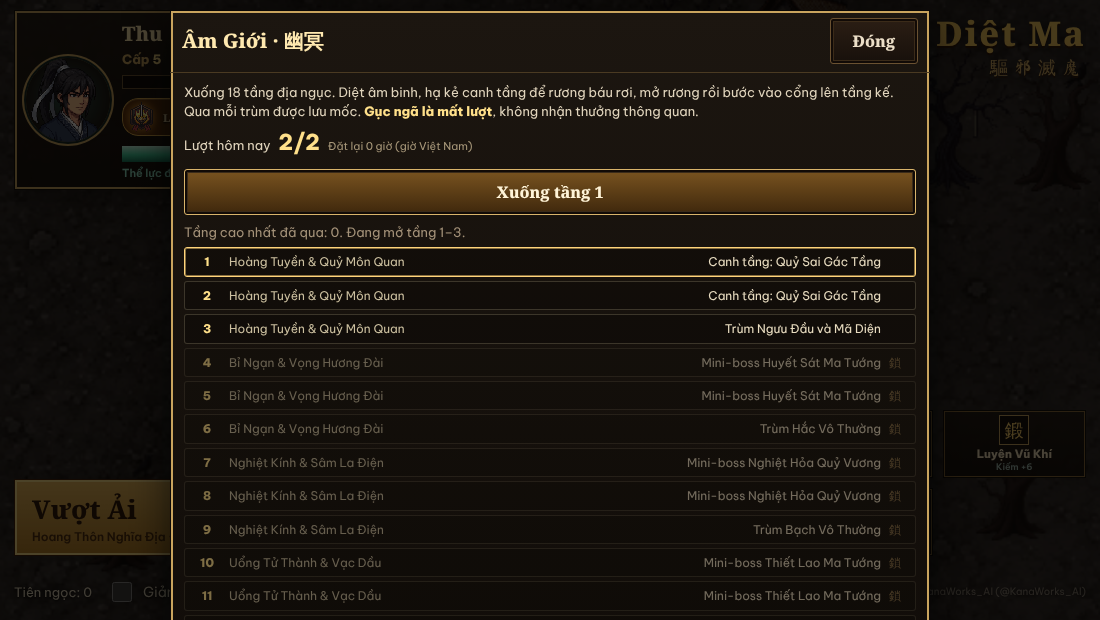 Thu
Cấp 5
Thể lực
Diệt Ma
驅邪滅魔
Âm Giới · 幽冥
Đóng
Xuống 18 tầng địa ngục. Diệt âm binh, hạ kẻ canh tầng để rương báu rơi, mở rương rồi bước vào cổng lên tầng kế.
Qua mỗi trùm được lưu mốc. Gục ngã là mất lượt, không nhận thưởng thông quan.
Lượt hôm nay 2/2 Đặt lại 0 giờ (giờ Việt Nam)
Xuống tầng 1
Tầng cao nhất đã qua: 0. Đang mở tầng 1–3.
1 Hoàng Tuyền & Quỷ Môn Quan Canh tầng: Quỷ Sai Gác Tầng
2 Hoàng Tuyền & Quỷ Môn Quan Canh tầng: Quỷ Sai Gác Tầng
3 Hoàng Tuyền & Quỷ Môn Quan Trùm Ngưu Đầu và Mã Diện
4 Bỉ Ngạn & Vọng Hương Đài Mini-boss Huyết Sát Ma Tướng 鎖
5 Bỉ Ngạn & Vọng Hương Đài Mini-boss Huyết Sát Ma Tướng 鎖
6 Bỉ Ngạn & Vọng Hương Đài Trùm Hắc Vô Thường 鎖
7 Nghiệt Kính & Sâm La Điện Mini-boss Nghiệt Hỏa Quỷ Vương 鎖
8 Nghiệt Kính & Sâm La Điện Mini-boss Nghiệt Hỏa Quỷ Vương 鎖
9 Nghiệt Kính & Sâm La Điện Trùm Bạch Vô Thường 鎖
10 Uổng Tử Thành & Vạc Dầu Mini-boss Thiết Lao Ma Tướng 鎖
11 Uổng Tử Thành & Vạc Dầu Mini-boss Thiết Lao Ma Tướng 鎖
鍛
Luyện Vũ Khí
Kiếm +6
Vượt Ải
Hoang Thôn Nghĩa Địa
Tiên ngọc: 0
Giả
anaWorks_AI (@KanaWorks_AI)